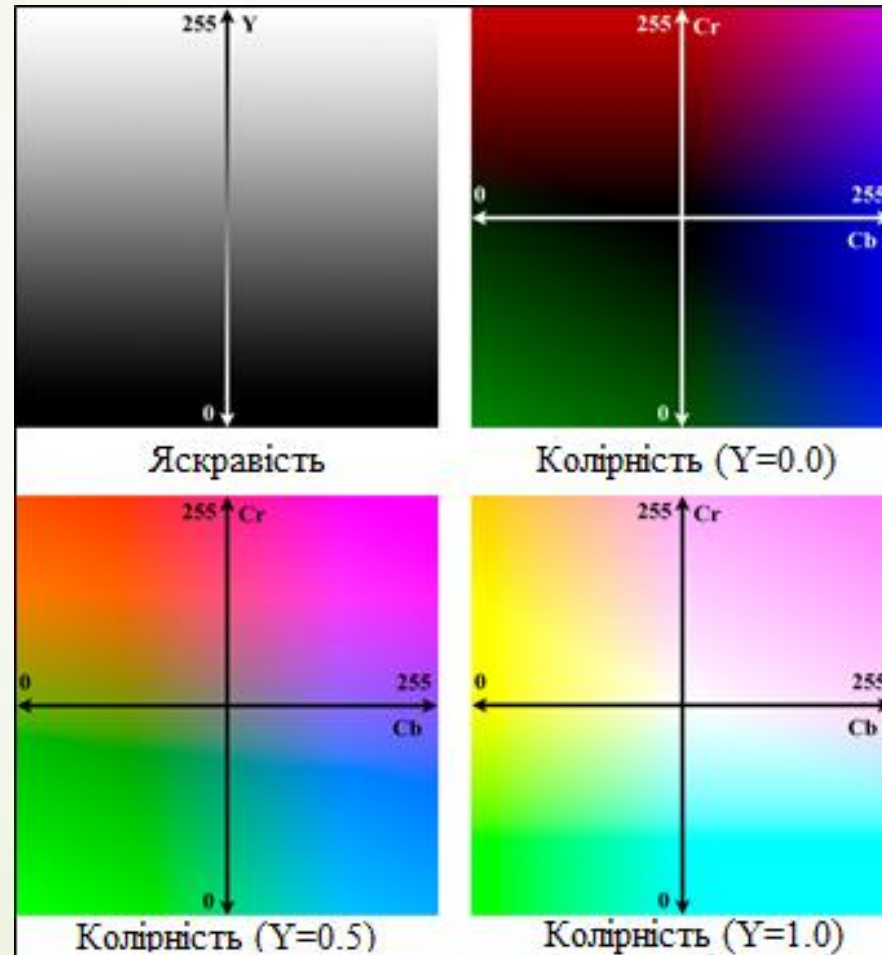 255 Y
0
Яскравість
255 Cr
0 255
Cb
0
Колірність (Y=0.0)
255 Cr
0 255
Cb
0
Колірність (Y=0.5)
255 Cr
0 255
Cb
0
Колірність (Y=1.0)